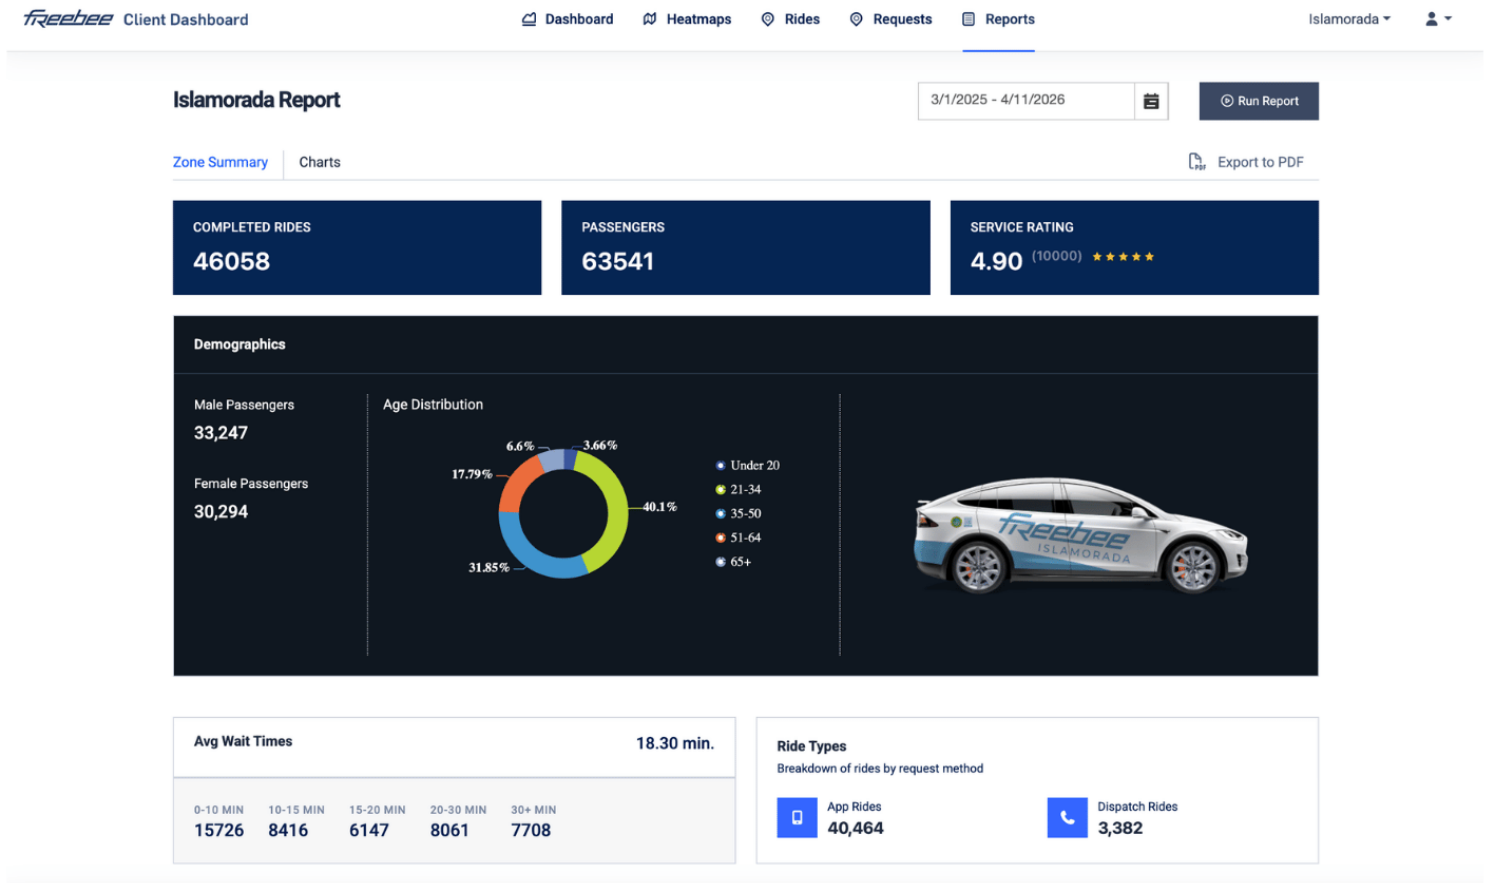 freebee Client Dashboard
Dashboard Heatmaps Rides Requests Reports
Islamorada
Islamorada Report
3/1/2025 - 4/11/2026
Run Report
Zone Summary Charts
PDF Export to PDF
COMPLETED RIDES
46058
PASSENGERS
63541
SERVICE RATING
4.90 (10000)
Demographics
Male Passengers
33,247
Female Passengers
30,294
Age Distribution
6.6%
3.66%
17.79%
40.1%
31.85%
Under 20
21-34
35-50
51-64
65+
freebee
ISLAMORADA
Avg Wait Times
18.30 min.
0-10 MIN 10-15 MIN 15-20 MIN 20-30 MIN 30+ MIN
15726 8416 6147 8061 7708
Ride Types
Breakdown of rides by request method
App Rides
40,464
Dispatch Rides
3,382